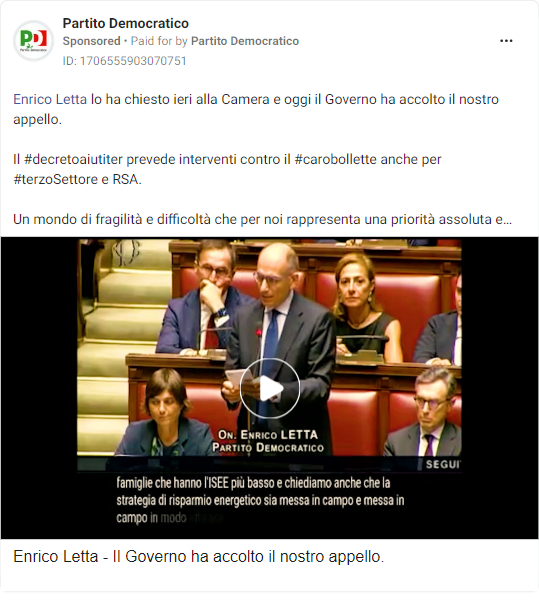 PD
Partito Democratico
Partito Democratico
Sponsored • Paid for by Partito Democratico
ID: 1706555903070751
Enrico Letta lo ha chiesto ieri alla Camera e oggi il Governo ha accolto il nostro
appello.
Il #decretoaiutiter prevede interventi contro il #carobollette anche per
#terzoSettore e RSA.
Un mondo di fragilità e difficoltà che per noi rappresenta una priorità assoluta e...
On. Enrico LETTA
Partito Democratico
SEGUI
famiglie che hanno l'ISEE più basso e chiediamo anche che la
strategia di risparmio energetico sia messa in campo e messa in
campo in modo
Enrico Letta - Il Governo ha accolto il nostro appello.